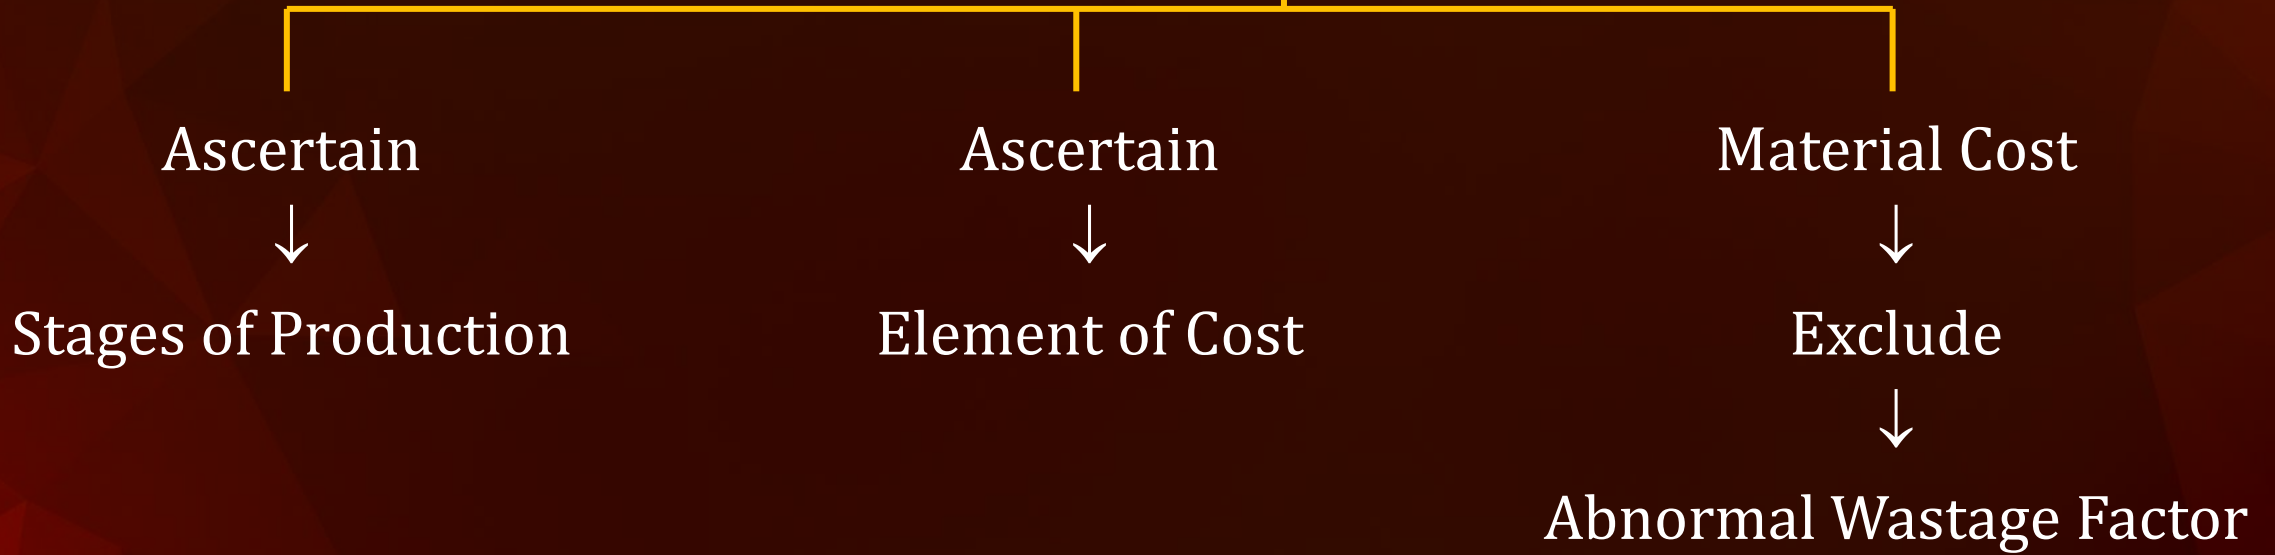 Ascertain
↓
Stages of Production
Ascertain
↓
Element of Cost
Material Cost
↓
Exclude
↓
Abnormal Wastage Factor